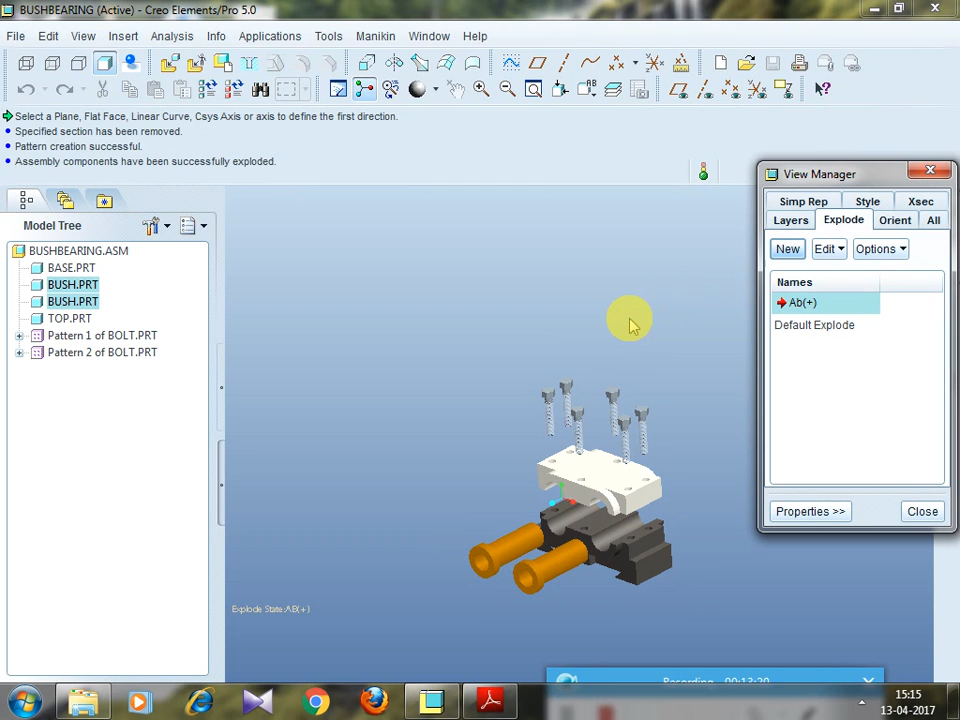 BUSHBEARING (Active) - Creo Elements/Pro 5.0
File Edit View Insert Analysis Info Applications Tools Manikin Window Help
Select a Plane, Flat Face, Linear Curve, Csys Axis or axis to define the first direction.
Specified section has been removed.
Pattern creation successful.
Assembly components have been successfully exploded.
Model Tree
BUSHBEARING.ASM
BASE.PRT
BUSH.PRT
BUSH.PRT
TOP.PRT
Pattern 1 of BOLT.PRT
Pattern 2 of BOLT.PRT
View Manager
Simp Rep Style Xsec
Layers Explode Orient All
New Edit Options
Names
Ab(+)
Default Explode
Properties >> Close
Explode State:AB(+)
Recording 00:13:20
15:15
13-04-2017